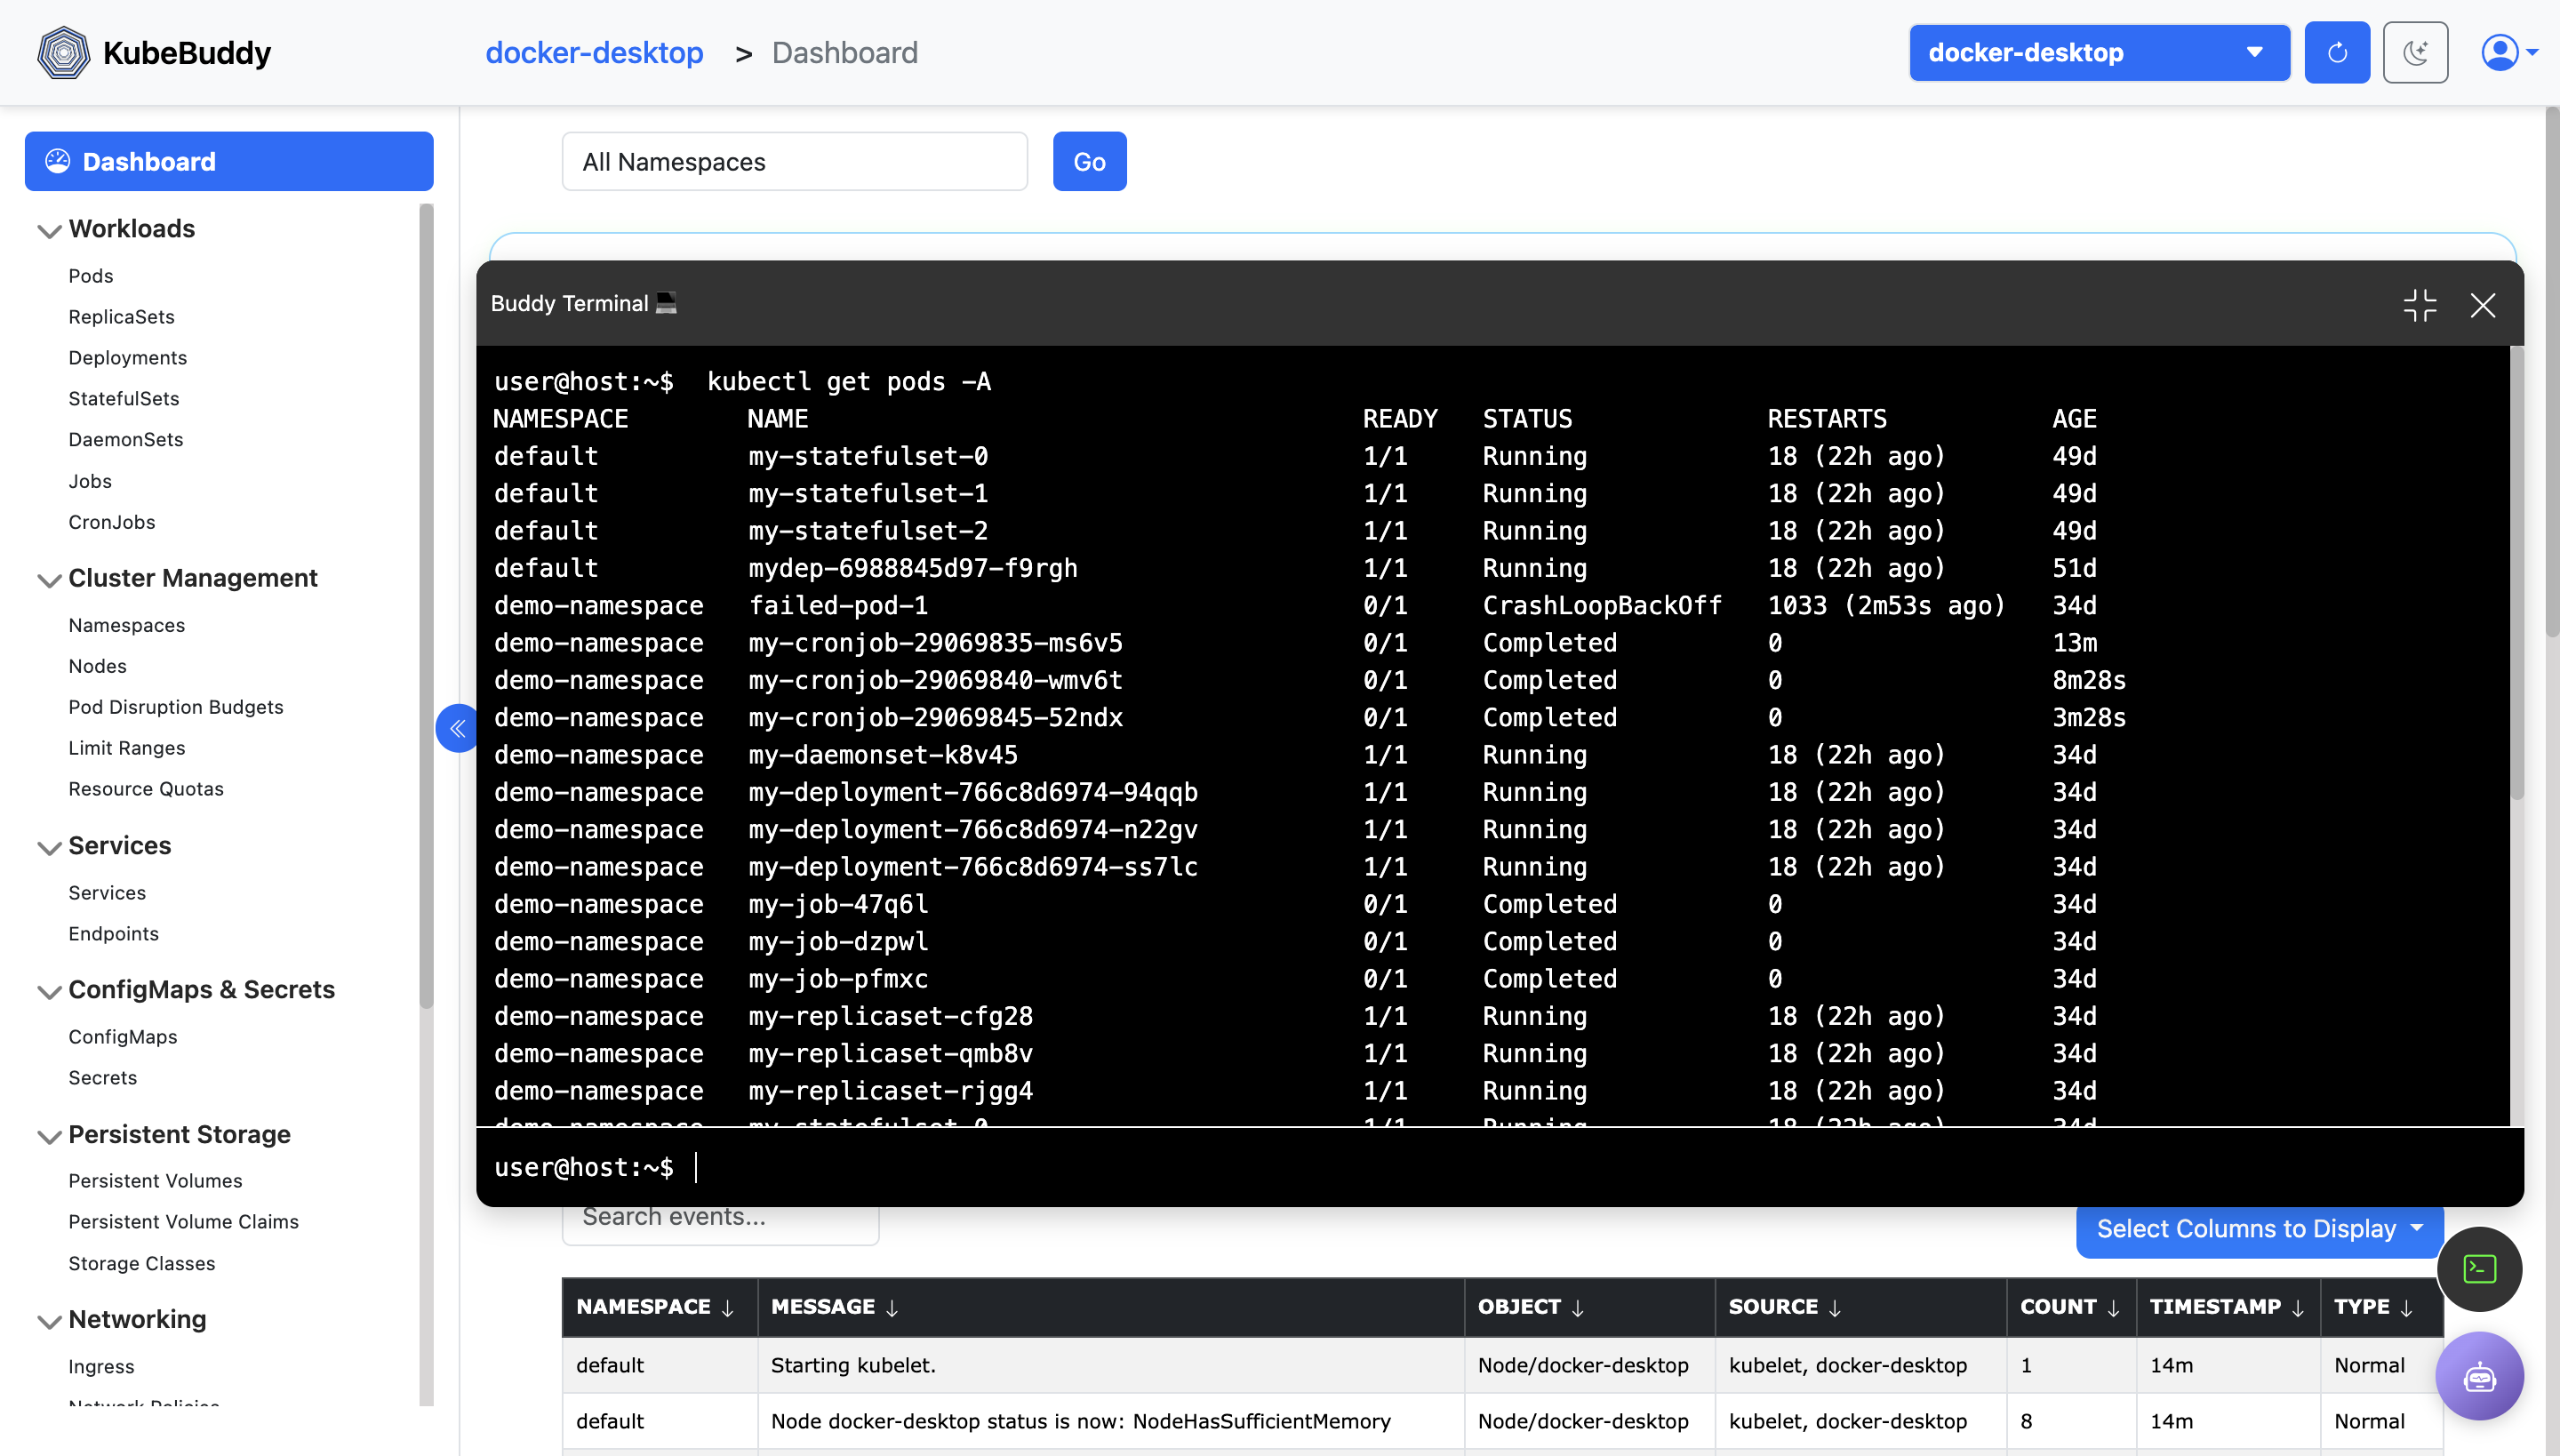 KubeBuddy
docker-desktop > Dashboard
docker-desktop
Dashboard
Workloads
Pods
ReplicaSets
Deployments
StatefulSets
DaemonSets
Jobs
CronJobs
Cluster Management
Namespaces
Nodes
Pod Disruption Budgets
Limit Ranges
Resource Quotas
Services
Services
Endpoints
ConfigMaps & Secrets
ConfigMaps
Secrets
Persistent Storage
Persistent Volumes
Persistent Volume Claims
Storage Classes
Networking
Ingress
Network Policies
All Namespaces
Go
Buddy Terminal
user@host:~$ kubectl get pods -A
NAMESPACE NAME READY STATUS RESTARTS AGE
default my-statefulset-0 1/1 Running 18 (22h ago) 49d
default my-statefulset-1 1/1 Running 18 (22h ago) 49d
default my-statefulset-2 1/1 Running 18 (22h ago) 49d
default mydep-6988845d97-f9rgh 1/1 Running 18 (22h ago) 51d
demo-namespace failed-pod-1 0/1 CrashLoopBackOff 1033 (2m53s ago) 34d
demo-namespace my-cronjob-29069835-ms6v5 0/1 Completed 0 13m
demo-namespace my-cronjob-29069840-wmv6t 0/1 Completed 0 8m28s
demo-namespace my-cronjob-29069845-52ndx 0/1 Completed 0 3m28s
demo-namespace my-daemonset-k8v45 1/1 Running 18 (22h ago) 34d
demo-namespace my-deployment-766c8d6974-94qqb 1/1 Running 18 (22h ago) 34d
demo-namespace my-deployment-766c8d6974-n22gv 1/1 Running 18 (22h ago) 34d
demo-namespace my-deployment-766c8d6974-ss7lc 1/1 Running 18 (22h ago) 34d
demo-namespace my-job-47q6l 0/1 Completed 0 34d
demo-namespace my-job-dzpwl 0/1 Completed 0 34d
demo-namespace my-job-pfmxc 0/1 Completed 0 34d
demo-namespace my-replicaset-cfg28 1/1 Running 18 (22h ago) 34d
demo-namespace my-replicaset-qmb8v 1/1 Running 18 (22h ago) 34d
demo-namespace my-replicaset-rjgg4 1/1 Running 18 (22h ago) 34d
demo-namespace my-statefulset-0 1/1 Running 18 (22h ago) 34d
user@host:~$
Search events...
Select Columns to Display
NAMESPACE ↓ MESSAGE ↓ OBJECT ↓ SOURCE ↓ COUNT ↓ TIMESTAMP ↓ TYPE ↓
default Starting kubelet. Node/docker-desktop kubelet, docker-desktop 1 14m Normal
default Node docker-desktop status is now: NodeHasSufficientMemory Node/docker-desktop kubelet, docker-desktop 8 14m Normal